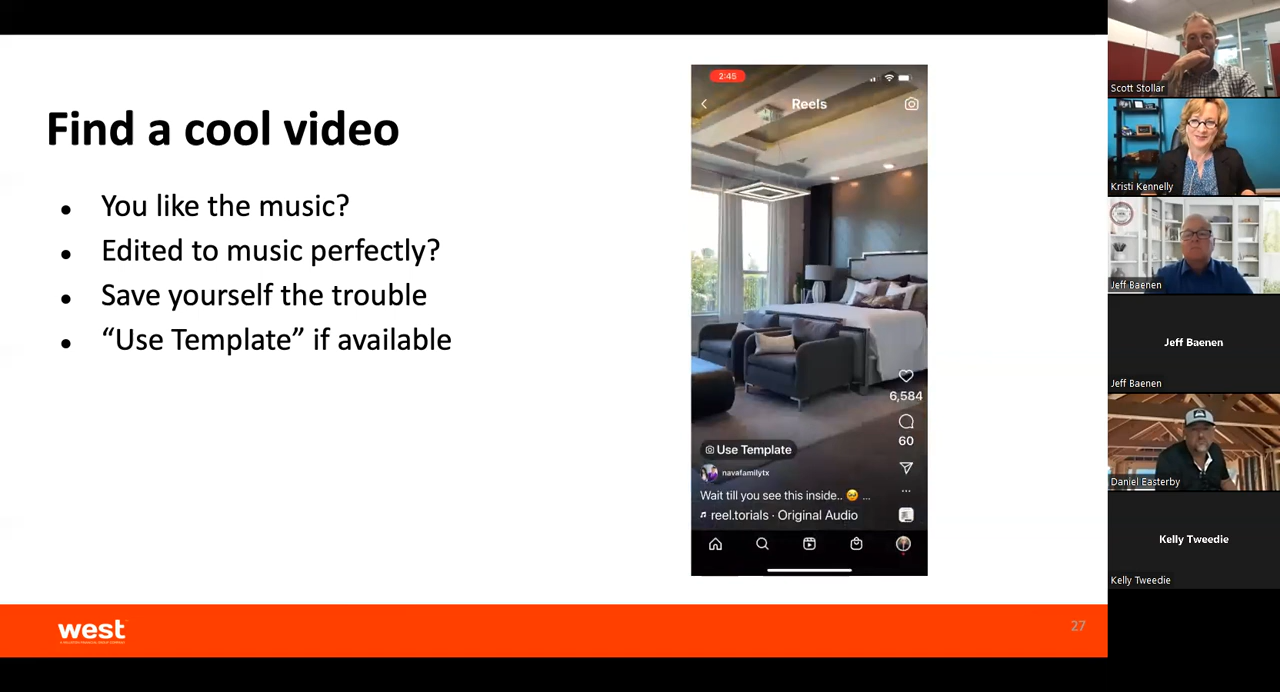 Find a cool video
You like the music?
Edited to music perfectly?
Save yourself the trouble
“Use Template” if available
2:45
Reels
6,584
60
Use Template
navafamilytx
Wait till you see this inside.. 🥺 ...
reel.torials · Original Audio
west
27
Scott Stollar
Kristi Kennelly
Jeff Baenen
Jeff Baenen
Jeff Baenen
Daniel Easterby
Kelly Tweedie
Kelly Tweedie